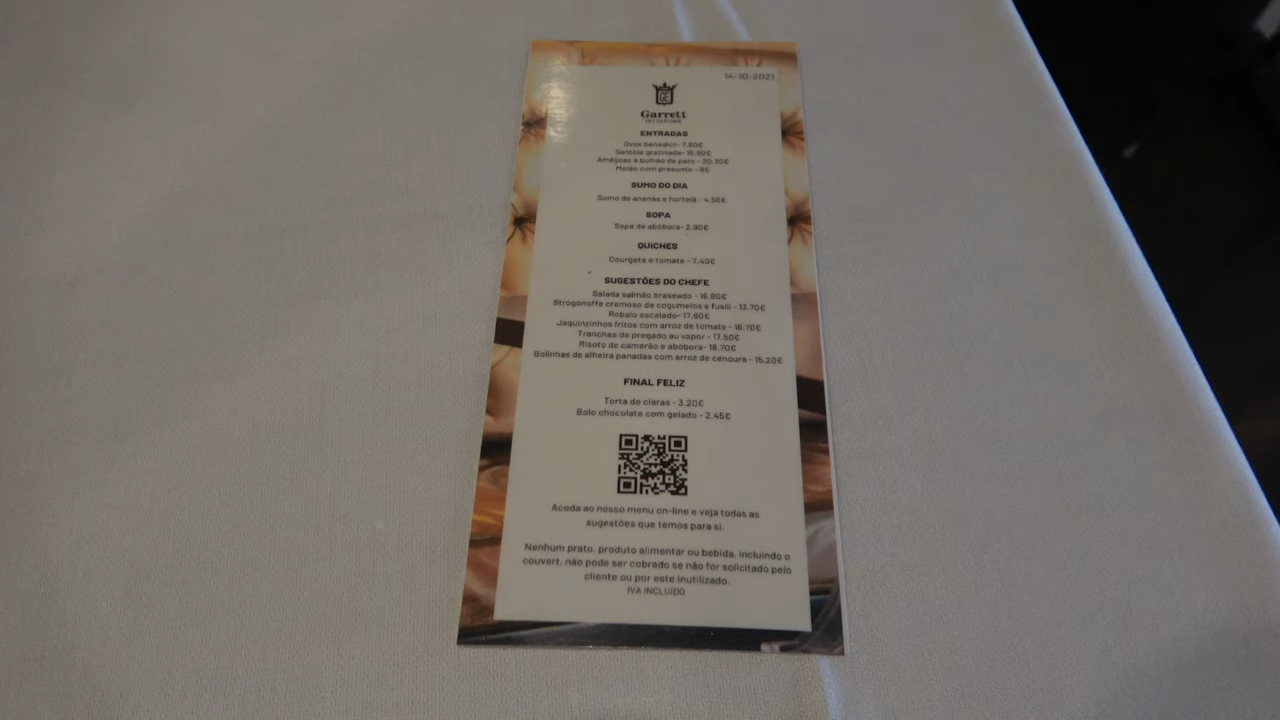 14-10-2021
Garrett
ENTRADAS
Ovos benedict- 7.80€
Santola gratinada- 15.80€
Amêijoas à bulhão de pato - 20.30€
Melão com presunto - 9€
SUMO DO DIA
Sumo de ananás e hortelã - 4.50€
SOPA
Sopa de abóbora- 2.90€
QUICHES
Courgete e tomate - 7.40€
SUGESTÕES DO CHEFE
Salada salmão braseado - 16.80€
Strogonoffe cremoso de cogumelos e fusili - 13.70€
Robalo escalado- 17.60€
Jaquinzinhos fritos com arroz de tomate - 16.70€
Tranches de pregado au vapor - 17.50€
Risoto de camarão e abóbora- 16.70€
Bolinhas de alheira panadas com arroz de cenoura - 15.20€
FINAL FELIZ
Torta de claras - 3.20€
Bolo chocolate com gelado - 2.45€
Aceda ao nosso menu on-line e veja todas as
sugestões que temos para si.
Nenhum prato, produto alimentar ou bebida, incluindo o
couvert, não pode ser cobrado se não for solicitado pelo
cliente ou por este inutilizado.
IVA INCLUÍDO